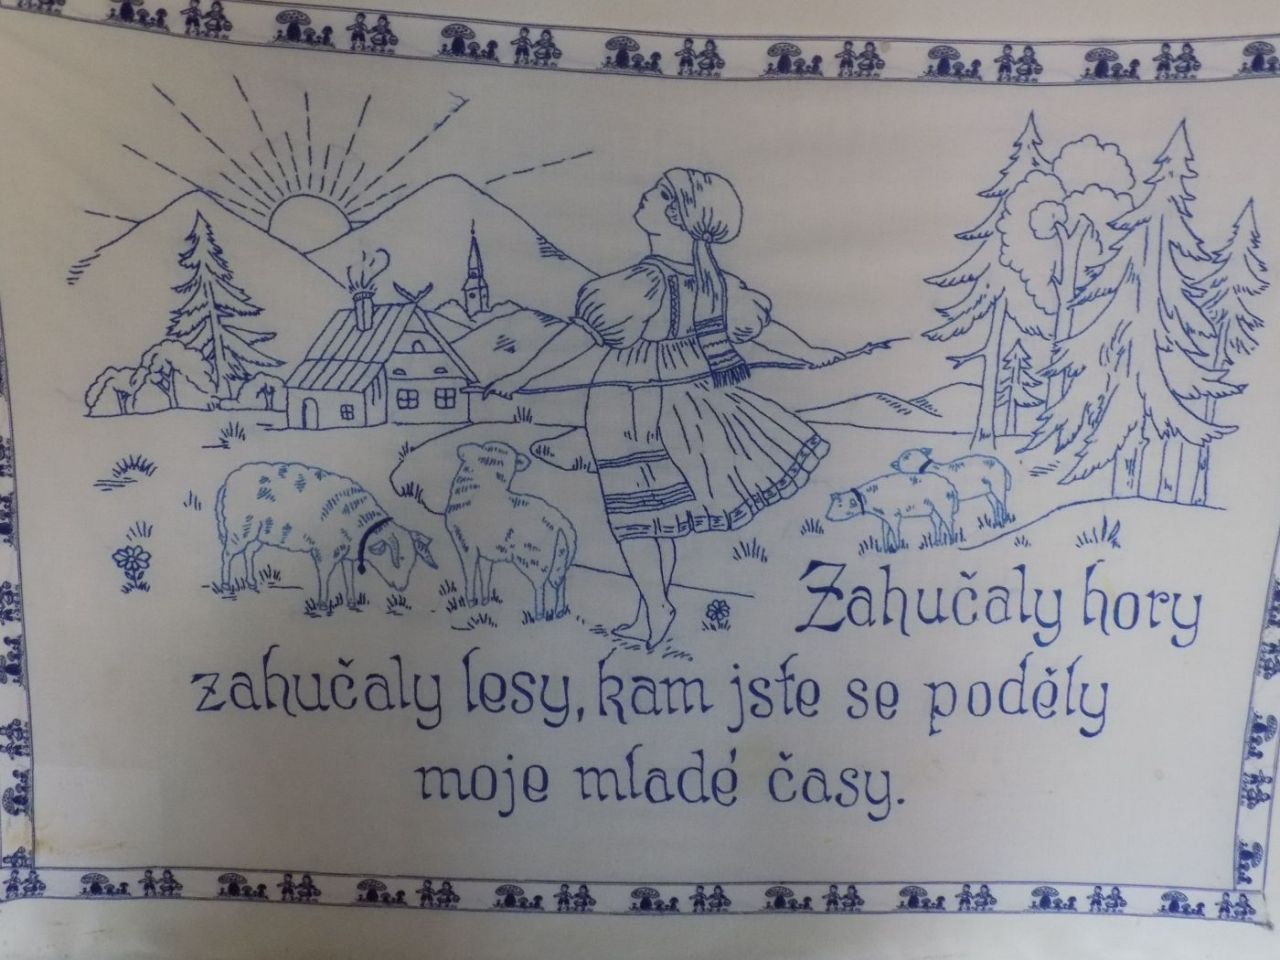 Zahučaly hory
zahučaly lesy, kam jste se poděly
moje mladé časy.